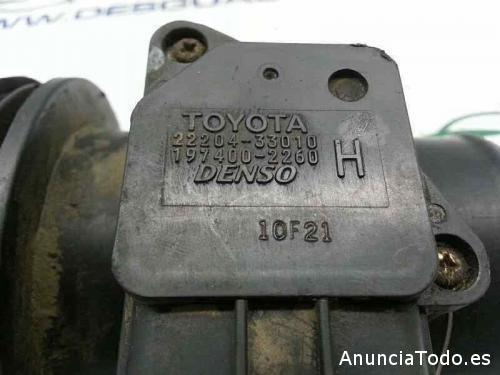 TOYOTA
22204-33010
197400-2260
DENSO
H
10F21
AnunciaTodo.es